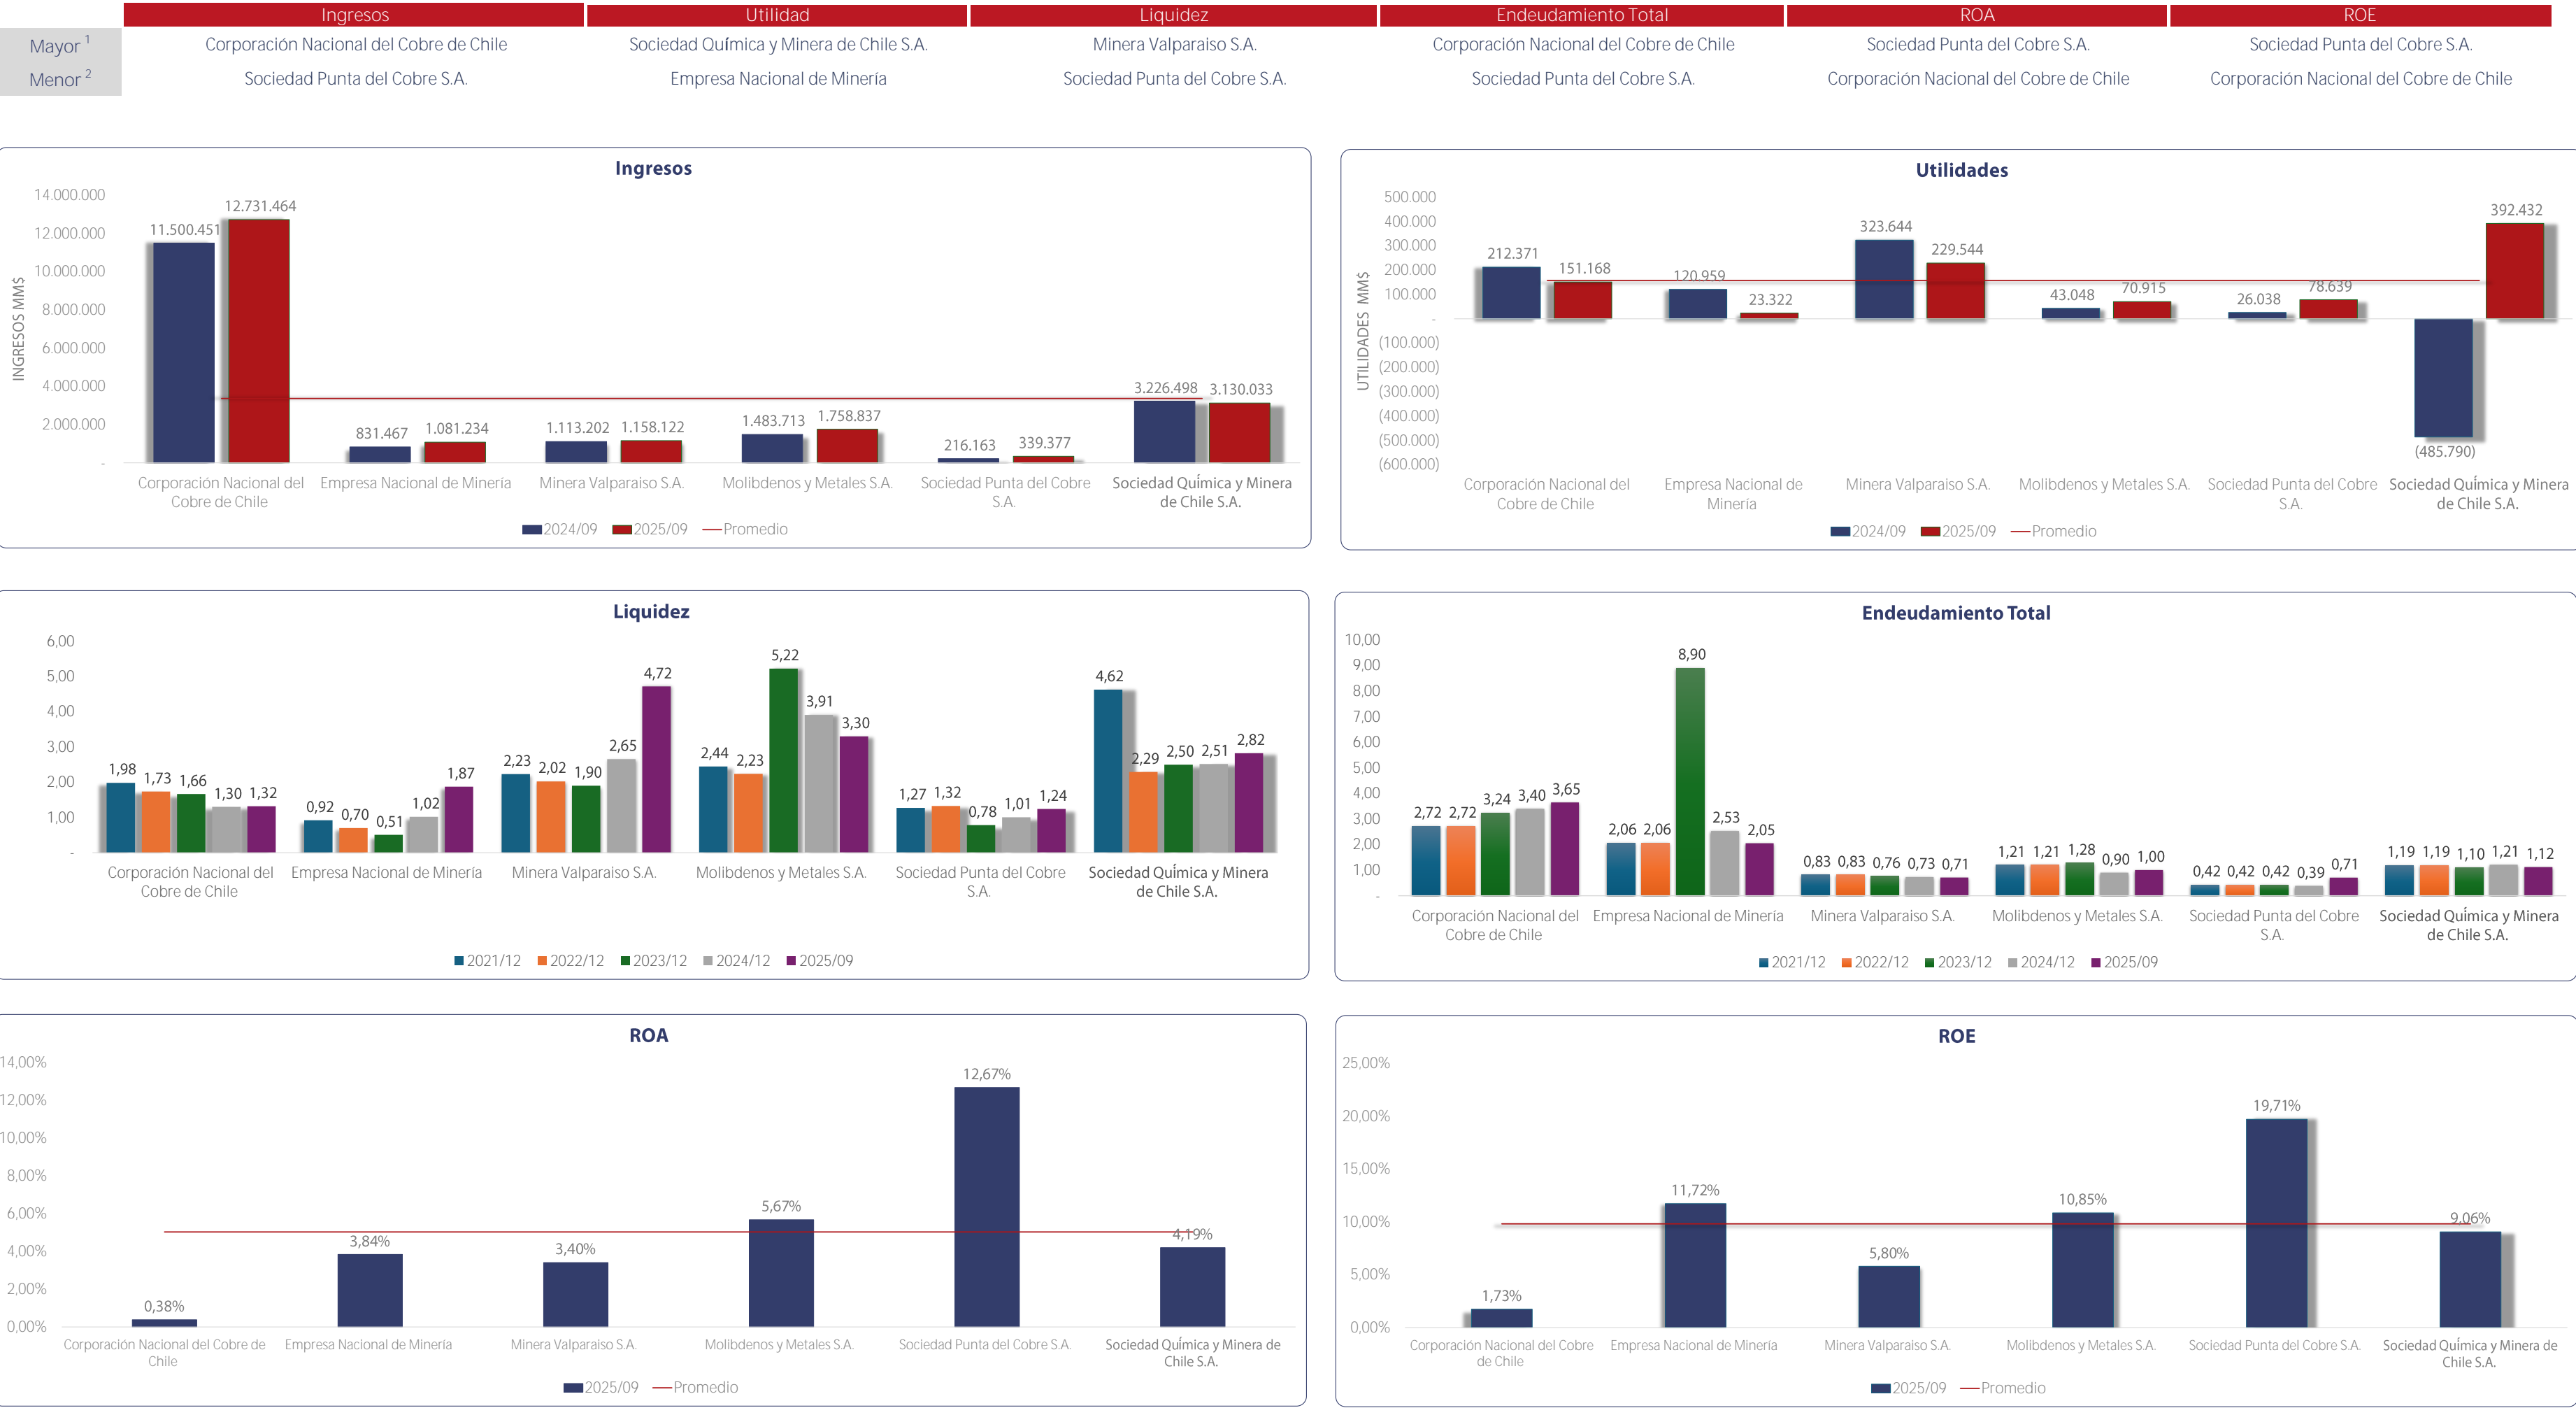 Ingresos Utilidad Liquidez Endeudamiento Total ROA ROE
Mayor 1 Corporación Nacional del Cobre de Chile Sociedad Química y Minera de Chile S.A. Minera Valparaiso S.A. Corporación Nacional del Cobre de Chile Sociedad Punta del Cobre S.A. Sociedad Punta del Cobre S.A.
Menor 2 Sociedad Punta del Cobre S.A. Empresa Nacional de Minería Sociedad Punta del Cobre S.A. Sociedad Punta del Cobre S.A. Corporación Nacional del Cobre de Chile Corporación Nacional del Cobre de Chile
Ingresos
INGRESOS MM$
14.000.000
12.000.000
10.000.000
8.000.000
6.000.000
4.000.000
2.000.000
-
11.500.451 12.731.464
831.467 1.081.234
1.113.202 1.158.122
1.483.713 1.758.837
216.163 339.377
3.226.498 3.130.033
Corporación Nacional del Empresa Nacional de Minería Minera Valparaiso S.A. Molibdenos y Metales S.A. Sociedad Punta del Cobre Sociedad Química y Minera
Cobre de Chile S.A. de Chile S.A.
2024/09 2025/09 Promedio
Utilidades
UTILIDADES MM$
500.000
400.000
300.000
200.000
100.000
-
(100.000)
(200.000)
(300.000)
(400.000)
(500.000)
(600.000)
212.371 151.168
120.959 23.322
323.644 229.544
43.048 70.915
26.038 78.639
(485.790) 392.432
Corporación Nacional del Empresa Nacional de Minera Valparaiso S.A. Molibdenos y Metales S.A. Sociedad Punta del Cobre Sociedad Química y Minera
Cobre de Chile Minería S.A. de Chile S.A.
2024/09 2025/09 Promedio
Liquidez
6,00
5,00
4,00
3,00
2,00
1,00
-
1,98 1,73 1,66 1,30 1,32
0,92 0,70 0,51 1,02 1,87
2,23 2,02 1,90 2,65 4,72
2,44 2,23 5,22 3,91 3,30
1,27 1,32 0,78 1,01 1,24
4,62 2,29 2,50 2,51 2,82
Corporación Nacional del Empresa Nacional de Minería Minera Valparaiso S.A. Molibdenos y Metales S.A. Sociedad Punta del Cobre Sociedad Química y Minera
Cobre de Chile S.A. de Chile S.A.
2021/12 2022/12 2023/12 2024/12 2025/09
Endeudamiento Total
10,00
9,00
8,00
7,00
6,00
5,00
4,00
3,00
2,00
1,00
-
2,72 2,72 3,24 3,40 3,65
2,06 2,06 8,90 2,53 2,05
0,83 0,83 0,76 0,73 0,71
1,21 1,21 1,28 0,90 1,00
0,42 0,42 0,42 0,39 0,71
1,19 1,19 1,10 1,21 1,12
Corporación Nacional del Empresa Nacional de Minería Minera Valparaiso S.A. Molibdenos y Metales S.A. Sociedad Punta del Cobre Sociedad Química y Minera
Cobre de Chile S.A. de Chile S.A.
2021/12 2022/12 2023/12 2024/12 2025/09
ROA
14,00%
12,00%
10,00%
8,00%
6,00%
4,00%
2,00%
0,00%
0,38% 3,84% 3,40% 5,67% 12,67% 4,19%
Corporación Nacional del Cobre de Empresa Nacional de Minería Minera Valparaiso S.A. Molibdenos y Metales S.A. Sociedad Punta del Cobre S.A. Sociedad Química y Minera de
Chile Chile S.A.
2025/09 Promedio
ROE
25,00%
20,00%
15,00%
10,00%
5,00%
0,00%
1,73% 11,72% 5,80% 10,85% 19,71% 9,06%
Corporación Nacional del Cobre Empresa Nacional de Minería Minera Valparaiso S.A. Molibdenos y Metales S.A. Sociedad Punta del Cobre S.A. Sociedad Química y Minera de
de Chile Chile S.A.
2025/09 Promedio